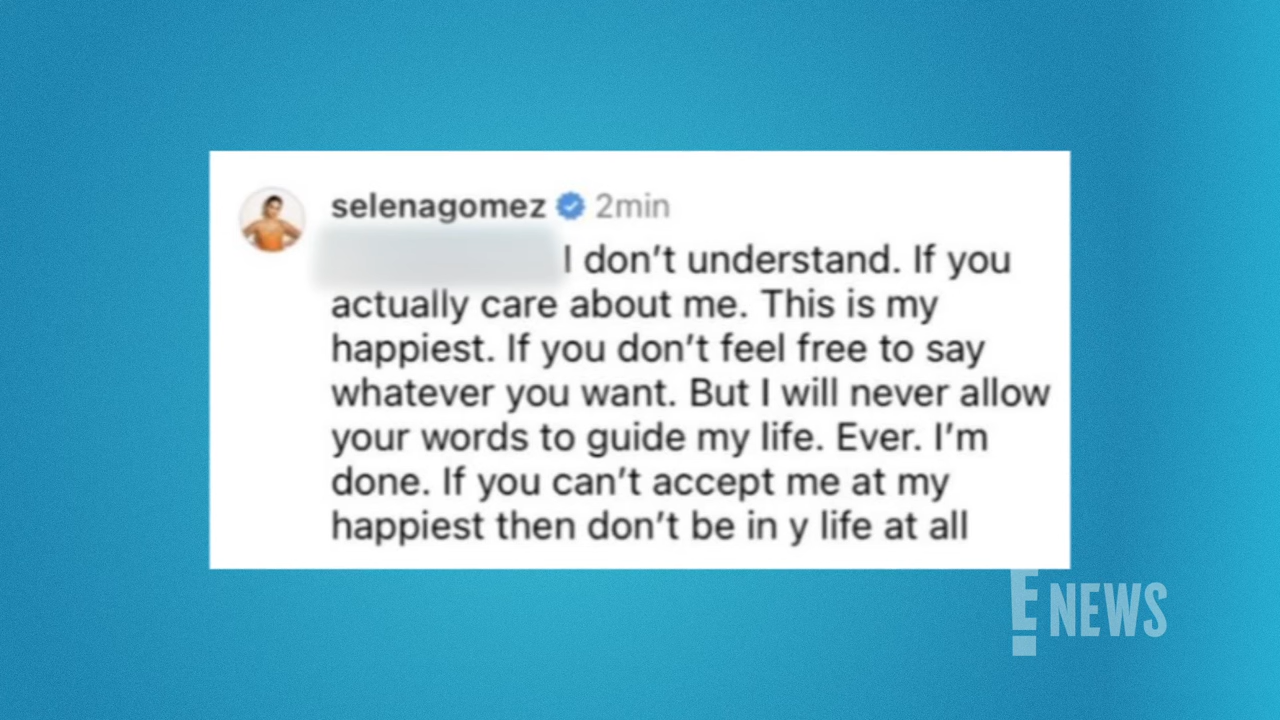 selenagomez 2min
I don't understand. If you
actually care about me. This is my
happiest. If you don't feel free to say
whatever you want. But I will never allow
your words to guide my life. Ever. I'm
done. If you can't accept me at my
happiest then don't be in y life at all
E! NEWS